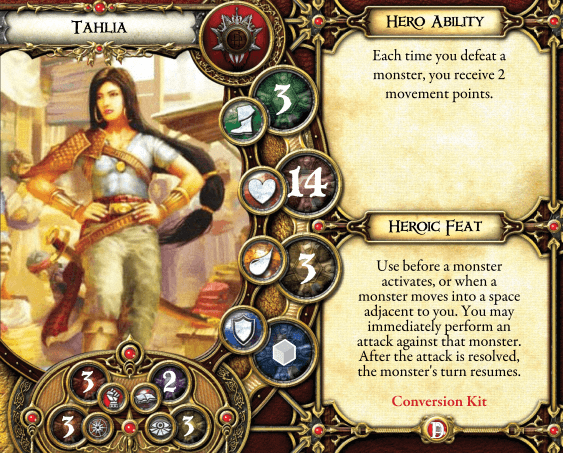 Tahlia
Hero Ability
Each time you defeat a
monster, you receive 2
movement points.
3
14
3
Heroic Feat
Use before a monster
activates, or when a
monster moves into a space
adjacent to you. You may
immediately perform an
attack against that monster.
After the attack is resolved,
the monster's turn resumes.
Conversion Kit
3
2
3
3
D